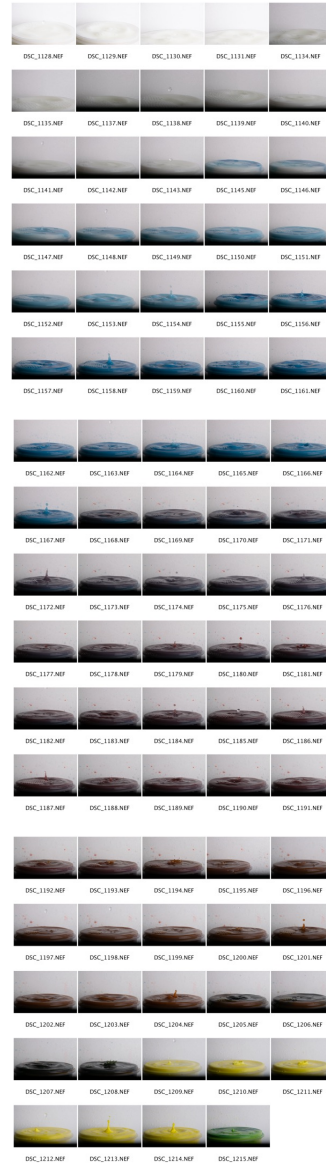 DSC_1128.NEF DSC_1129.NEF DSC_1130.NEF DSC_1131.NEF DSC_1134.NEF
DSC_1135.NEF DSC_1137.NEF DSC_1138.NEF DSC_1139.NEF DSC_1140.NEF
DSC_1141.NEF DSC_1142.NEF DSC_1143.NEF DSC_1145.NEF DSC_1146.NEF
DSC_1147.NEF DSC_1148.NEF DSC_1149.NEF DSC_1150.NEF DSC_1151.NEF
DSC_1152.NEF DSC_1153.NEF DSC_1154.NEF DSC_1155.NEF DSC_1156.NEF
DSC_1157.NEF DSC_1158.NEF DSC_1159.NEF DSC_1160.NEF DSC_1161.NEF
DSC_1162.NEF DSC_1163.NEF DSC_1164.NEF DSC_1165.NEF DSC_1166.NEF
DSC_1167.NEF DSC_1168.NEF DSC_1169.NEF DSC_1170.NEF DSC_1171.NEF
DSC_1172.NEF DSC_1173.NEF DSC_1174.NEF DSC_1175.NEF DSC_1176.NEF
DSC_1177.NEF DSC_1178.NEF DSC_1179.NEF DSC_1180.NEF DSC_1181.NEF
DSC_1182.NEF DSC_1183.NEF DSC_1184.NEF DSC_1185.NEF DSC_1186.NEF
DSC_1187.NEF DSC_1188.NEF DSC_1189.NEF DSC_1190.NEF DSC_1191.NEF
DSC_1192.NEF DSC_1193.NEF DSC_1194.NEF DSC_1195.NEF DSC_1196.NEF
DSC_1197.NEF DSC_1198.NEF DSC_1199.NEF DSC_1200.NEF DSC_1201.NEF
DSC_1202.NEF DSC_1203.NEF DSC_1204.NEF DSC_1205.NEF DSC_1206.NEF
DSC_1207.NEF DSC_1208.NEF DSC_1209.NEF DSC_1210.NEF DSC_1211.NEF
DSC_1212.NEF DSC_1213.NEF DSC_1214.NEF DSC_1215.NEF